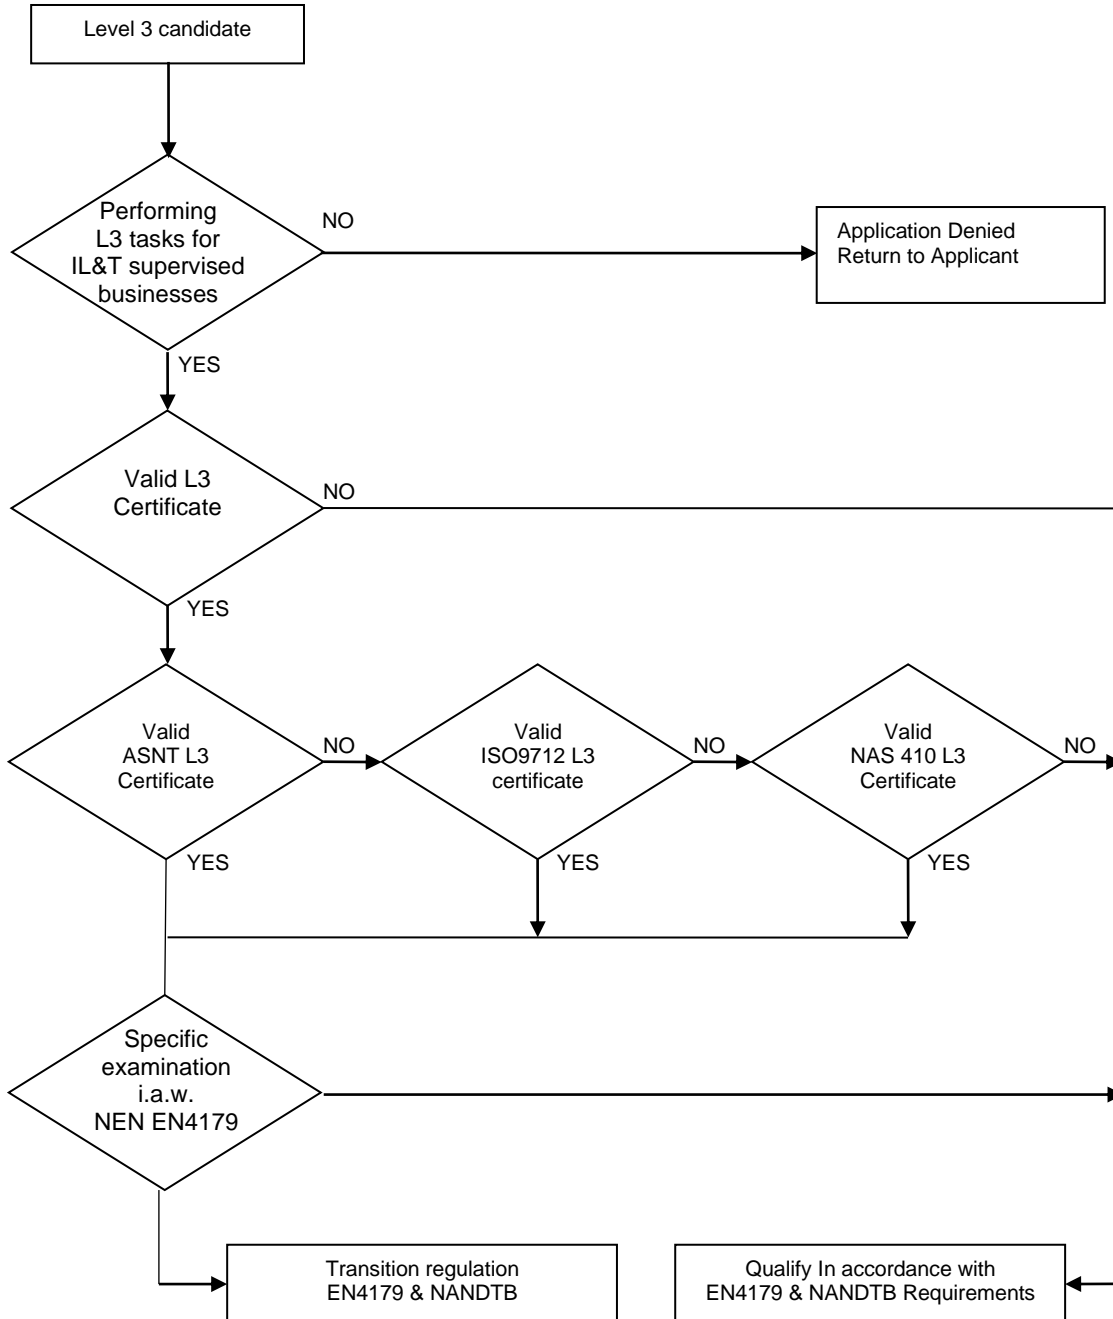 Level 3 candidate
Performing
L3 tasks for
IL&T supervised
businesses
NO
Application Denied
Return to Applicant
YES
Valid L3
Certificate
NO
YES
Valid
ASNT L3
Certificate
NO
Valid
ISO9712 L3
certificate
NO
Valid
NAS 410 L3
Certificate
NO
YES
YES
YES
Specific
examination
i.a.w.
NEN EN4179
Transition regulation
EN4179 & NANDTB
Qualify In accordance with
EN4179 & NANDTB Requirements